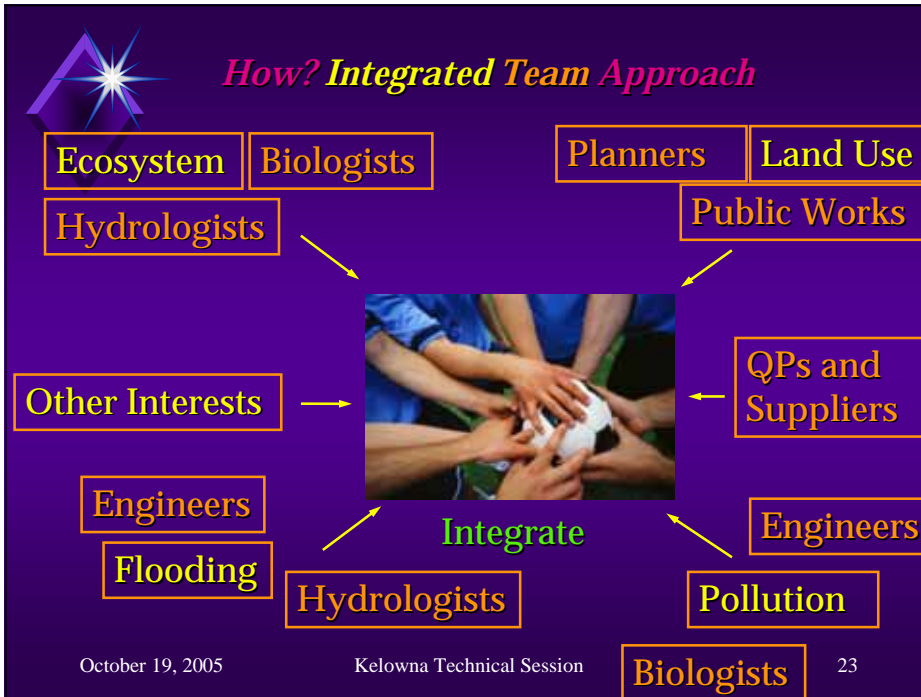 How? Integrated Team Approach
Ecosystem Biologists
Hydrologists
Planners Land Use
Public Works
Other Interests
QPs and
Suppliers
Engineers
Flooding
Hydrologists
Integrate
Engineers
Pollution
Biologists
October 19, 2005 Kelowna Technical Session 23